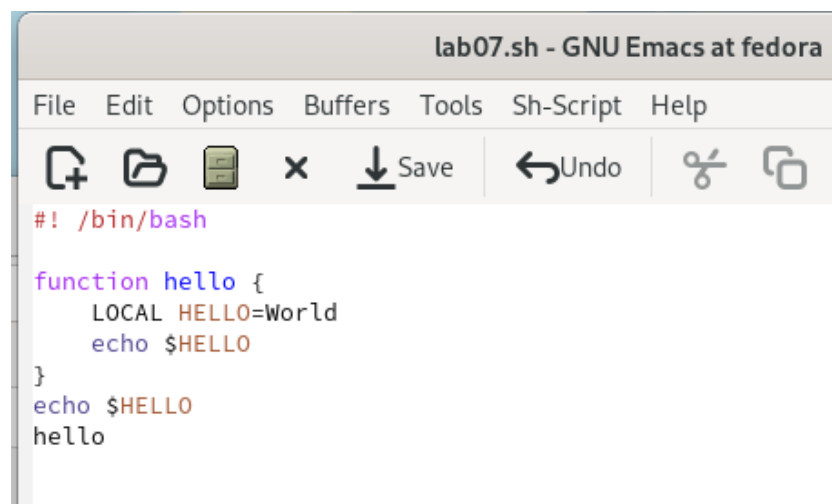 lab07.sh - GNU Emacs at fedora
File Edit Options Buffers Tools Sh-Script Help
Save Undo
#! /bin/bash
function hello {
    LOCAL HELLO=World
    echo $HELLO
}
echo $HELLO
hello